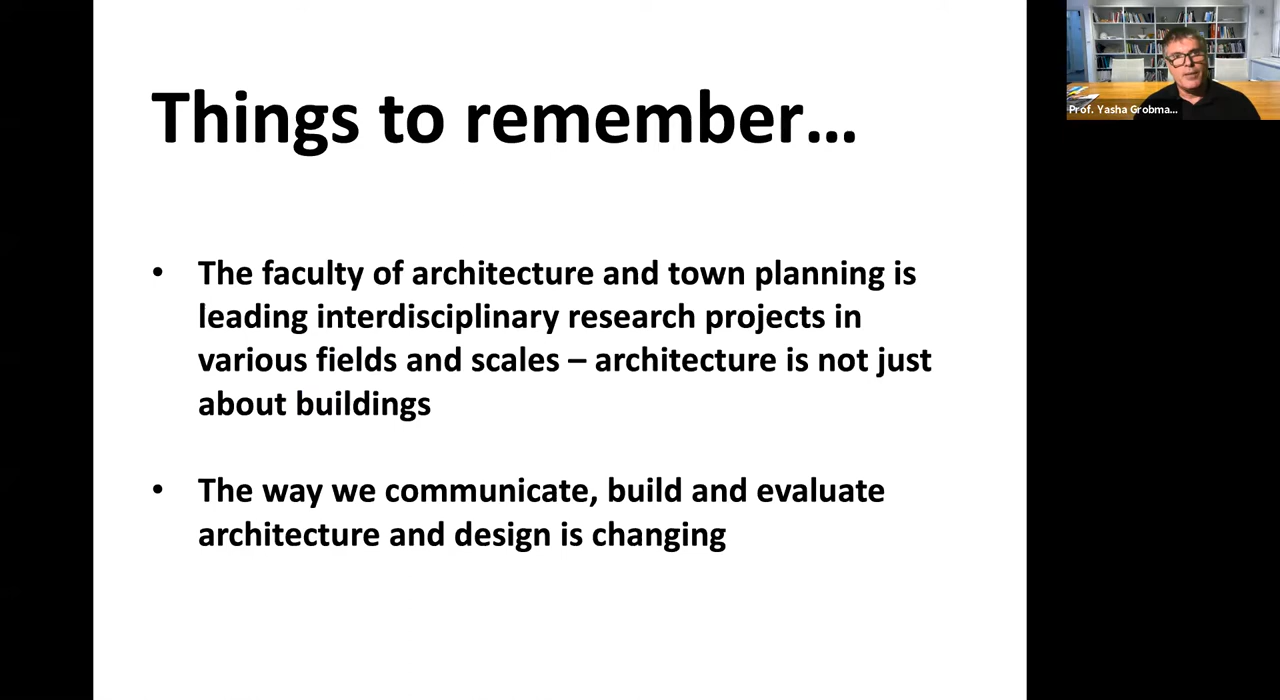 Things to remember…
• The faculty of architecture and town planning is
leading interdisciplinary research projects in
various fields and scales – architecture is not just
about buildings
• The way we communicate, build and evaluate
architecture and design is changing
Prof. Yasha Grobma...